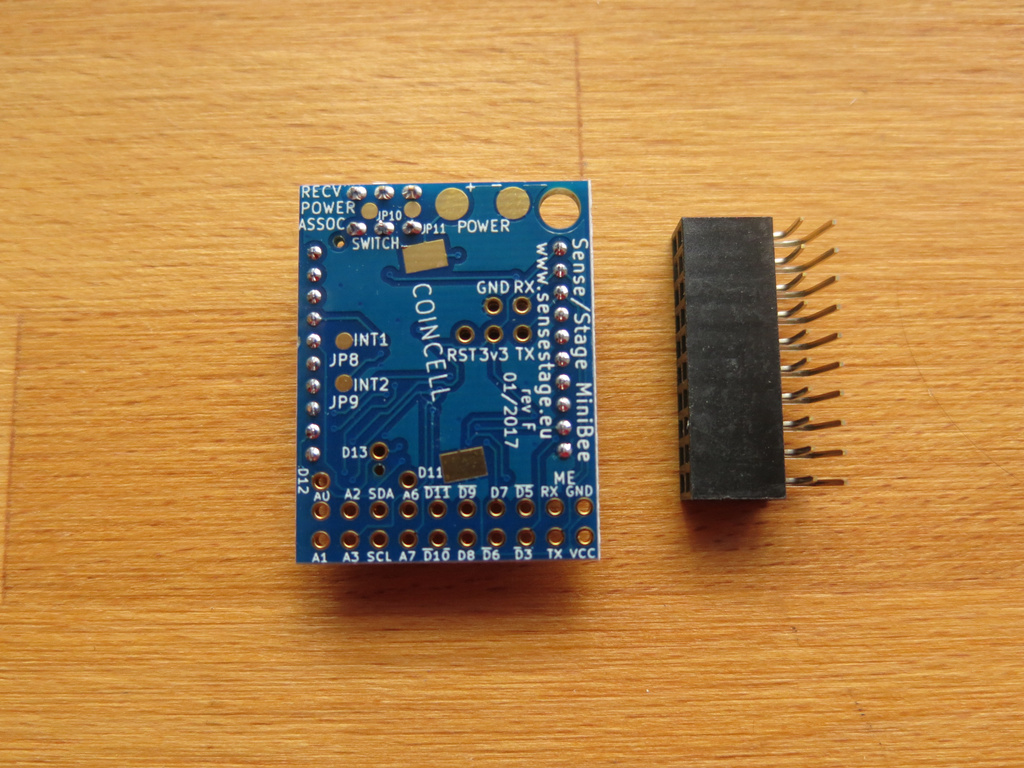 RECV
POWER
ASSOC
JP10
JP11
+ -
POWER
SWITCH
COINCELL
GND RX
RST 3v3 TX
INT1
JP8
INT2
JP9
Sense/Stage MiniBee
www.sensestage.eu
rev F
01/2017
D13
D11
D12
ME
A0 A2 SDA A6 D11 D9 D7 D5 RX GND
A1 A3 SCL A7 D10 D8 D6 D3 TX VCC